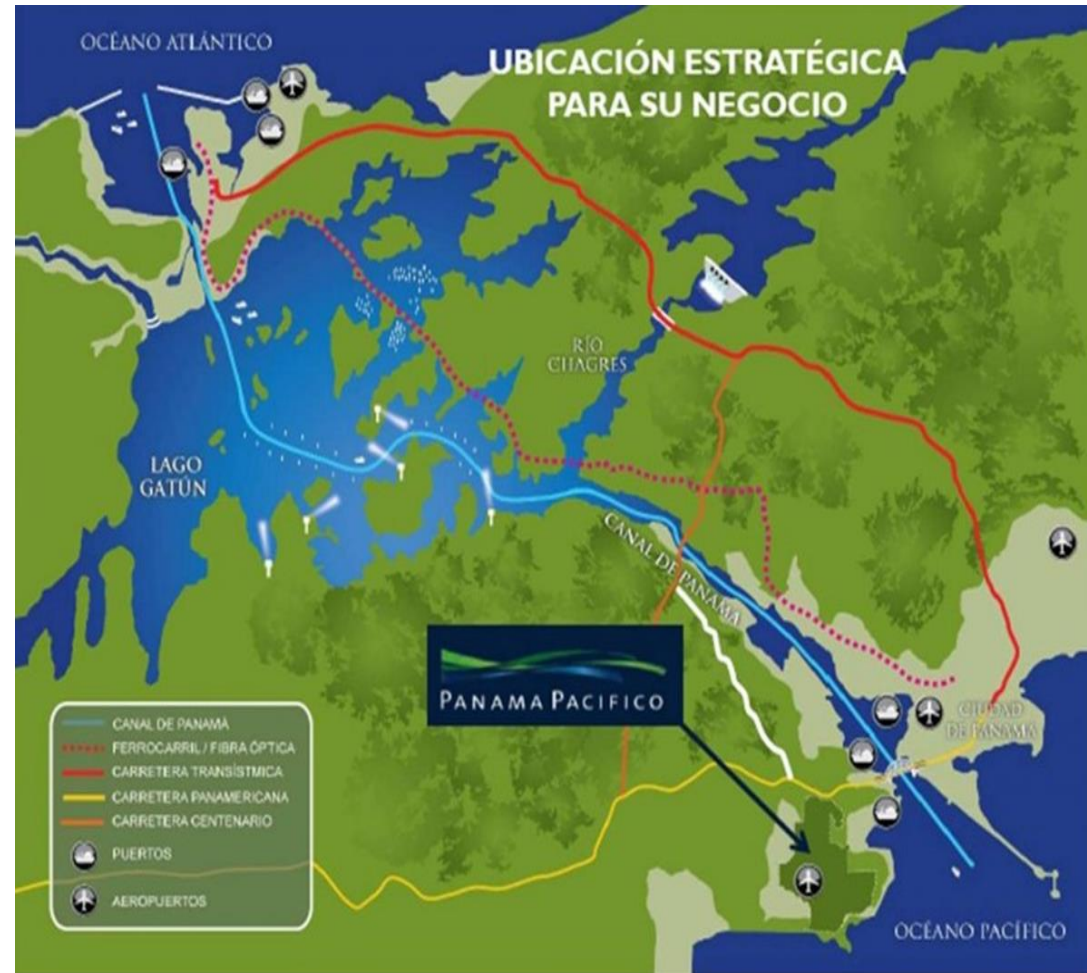 OCÉANO ATLÁNTICO
UBICACIÓN ESTRATÉGICA
PARA SU NEGOCIO
RÍO
CHAGRES
LAGO
GATÚN
CANAL DE PANAMÁ
PANAMA PACIFICO
CIUDAD
DE PANAMÁ
CANAL DE PANAMÁ
FERROCARRIL / FIBRA ÓPTICA
CARRETERA TRANSÍSTMICA
CARRETERA PANAMERICANA
CARRETERA CENTENARIO
PUERTOS
AEROPUERTOS
OCÉANO PACÍFICO